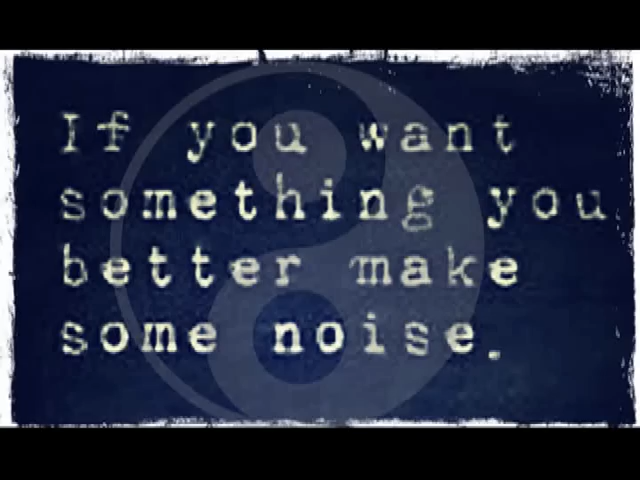 If you want
something you
better make
some noise.